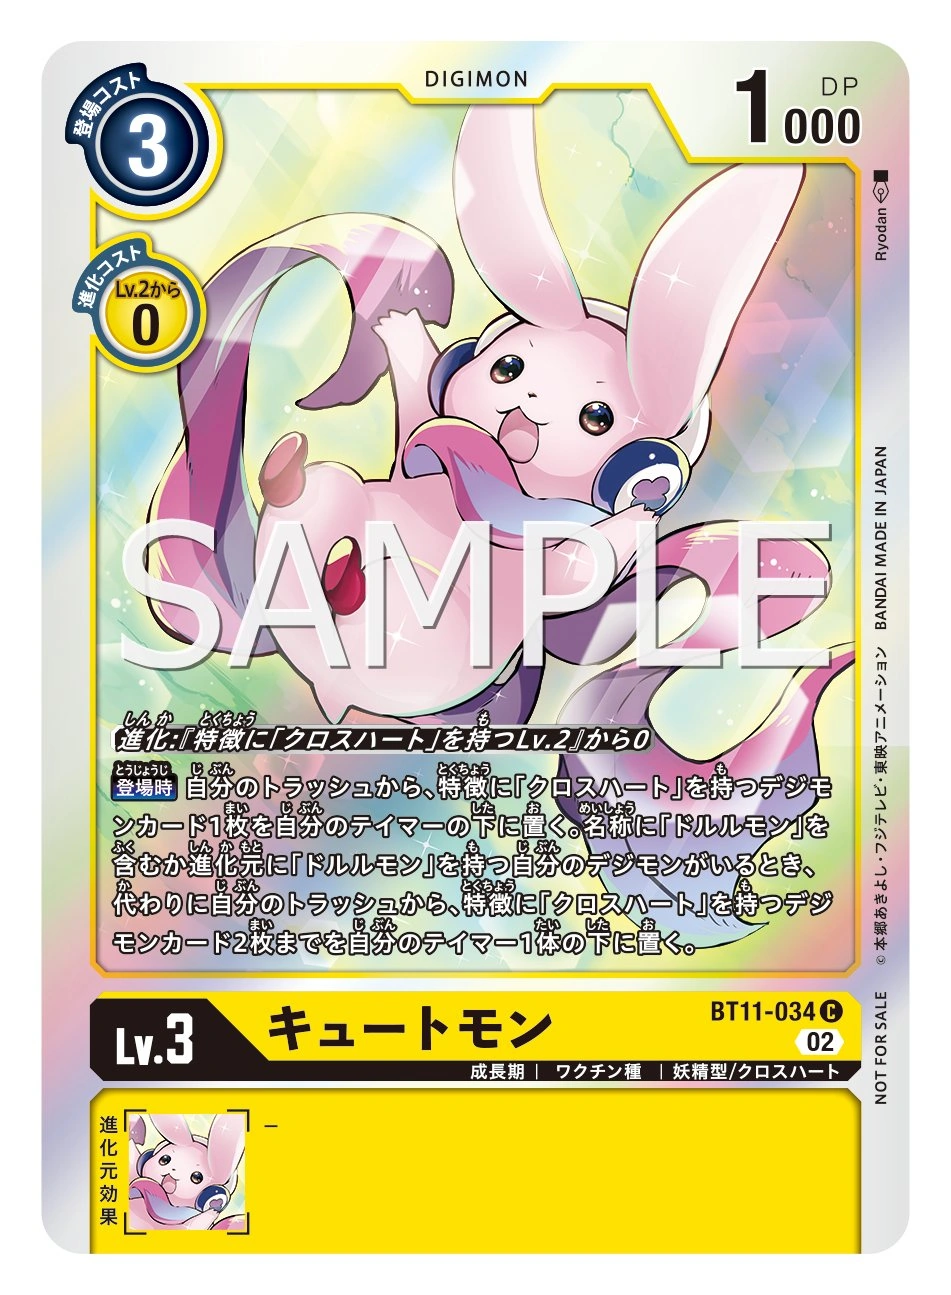 DIGIMON
登場コスト
3
1000
DP
進化コスト
Lv.2から
0
Ryodan
SAMPLE
進化:『特徴に「クロスハート」を持つLv.2』から0
登場時 自分のトラッシュから、特徴に「クロスハート」を持つデジモ
ンカード1枚を自分のテイマーの下に置く。名称に「ドルルモン」を
含むか進化元に「ドルルモン」を持つ自分のデジモンがいるとき、
代わりに自分のトラッシュから、特徴に「クロスハート」を持つデジ
モンカード2枚までを自分のテイマー1体の下に置く。
©本郷あきよし・フジテレビ・東映アニメーション BANDAI MADE IN JAPAN
NOT FOR SALE
Lv.3
キュートモン
BT11-034 C
02
成長期 | ワクチン種 | 妖精型/クロスハート
進化元効果
–